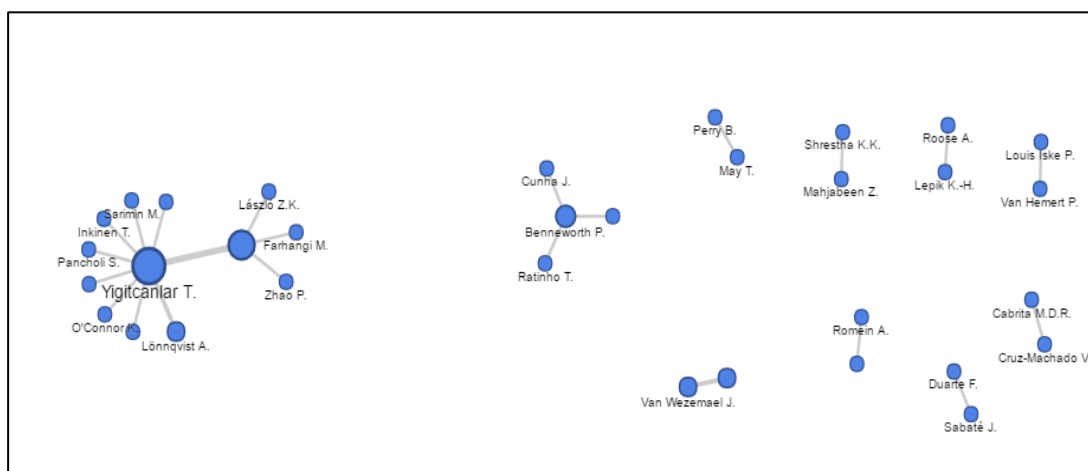 Sarimin M.
Inkinen T.
Pancholi S.
Yigitcanlar T.
O'Connor K.
Lönnqvist A.
László Z.K.
Farhangi M.
Zhao P.
Cunha J.
Benneworth P.
Ratinho T.
Perry B.
May T.
Shrestha K.K.
Mahjabeen Z.
Roose A.
Lepik K.-H.
Louis Iske P.
Van Hemert P.
Van Wezemael J.
Romein A.
Duarte F.
Sabaté J.
Cabrita M.D.R.
Cruz-Machado V